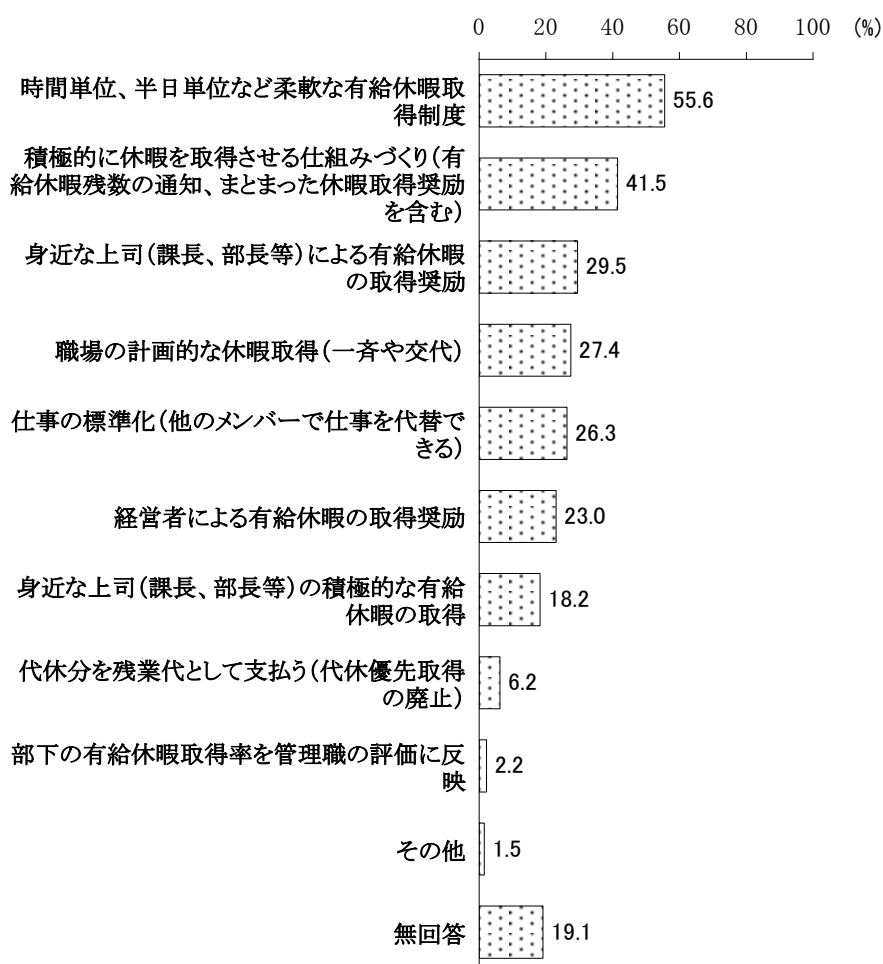 0 20 40 60 80 100 (%)
時間単位、半日単位など柔軟な有給休暇取
得制度
55.6
積極的に休暇を取得させる仕組みづくり(有
給休暇残数の通知、まとまった休暇取得奨励
を含む)
41.5
身近な上司(課長、部長等)による有給休暇
の取得奨励
29.5
職場の計画的な休暇取得(一斉や交代)
27.4
仕事の標準化(他のメンバーで仕事を代替で
きる)
26.3
経営者による有給休暇の取得奨励
23.0
身近な上司(課長、部長等)の積極的な有給
休暇の取得
18.2
代休分を残業代として支払う(代休優先取得
の廃止)
6.2
部下の有給休暇取得率を管理職の評価に反
映
2.2
その他
1.5
無回答
19.1